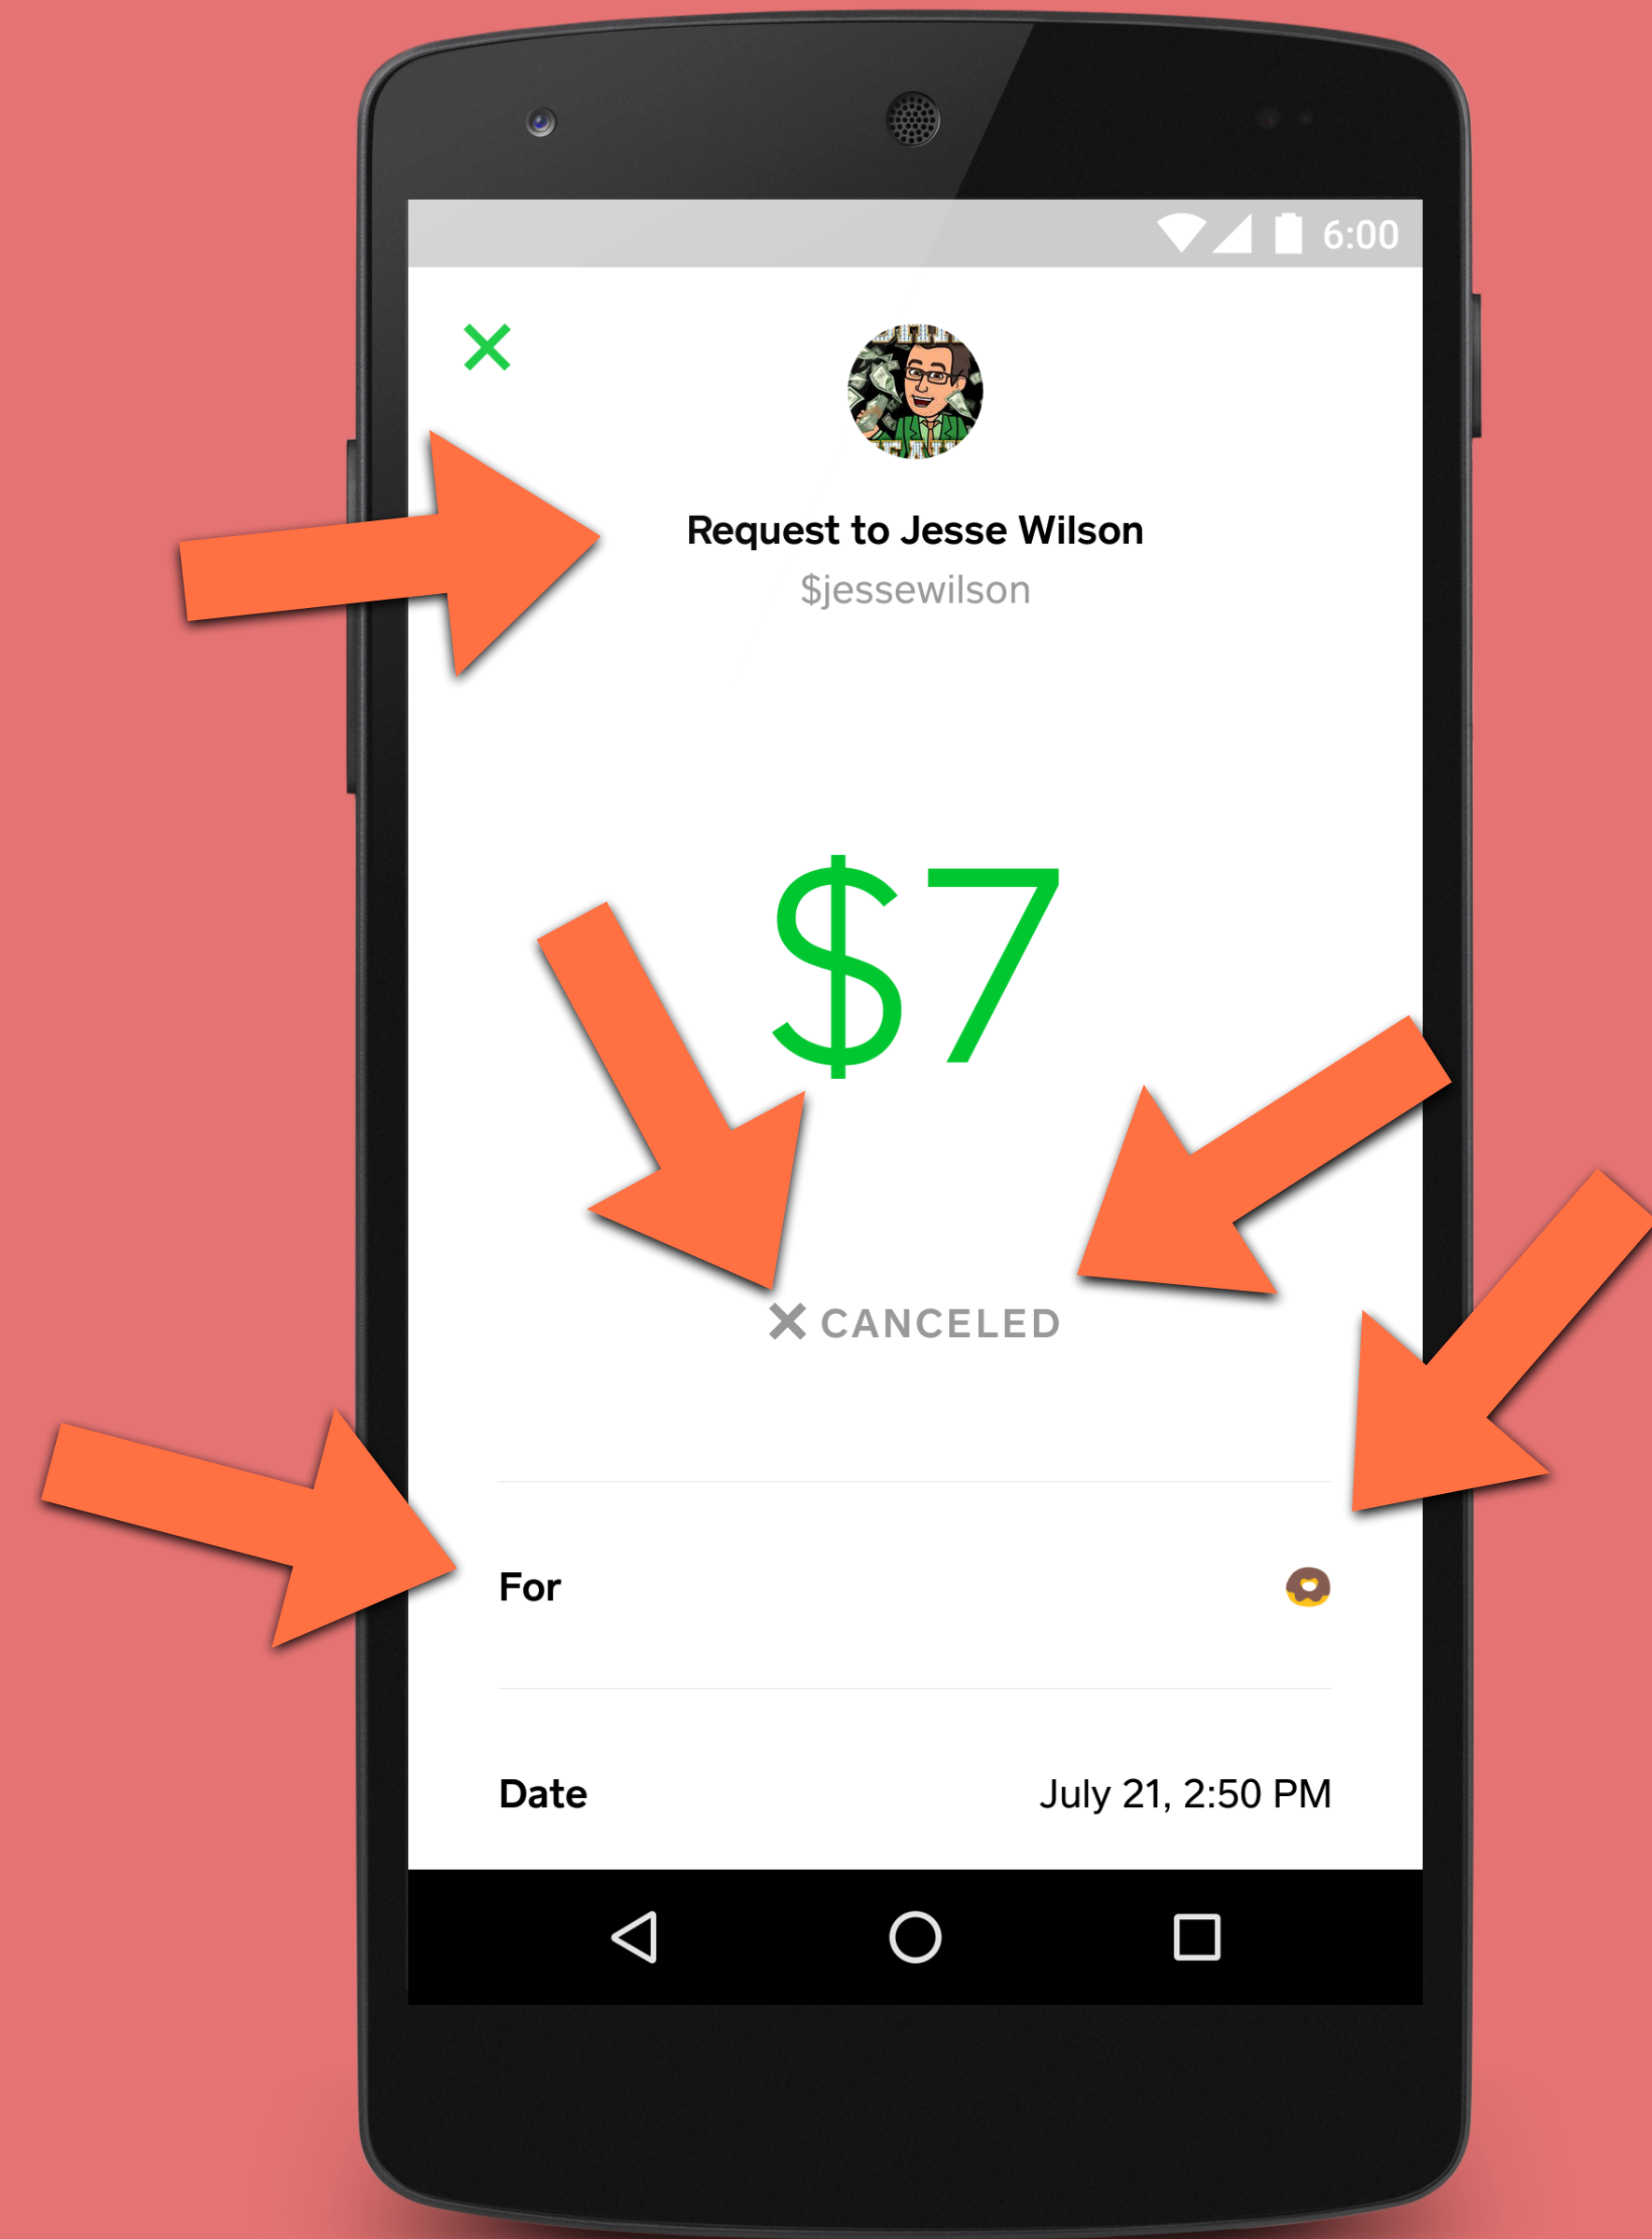 6:00
Request to Jesse Wilson
$jessewilson
$7
CANCELED
For 🍩
Date July 21, 2:50 PM